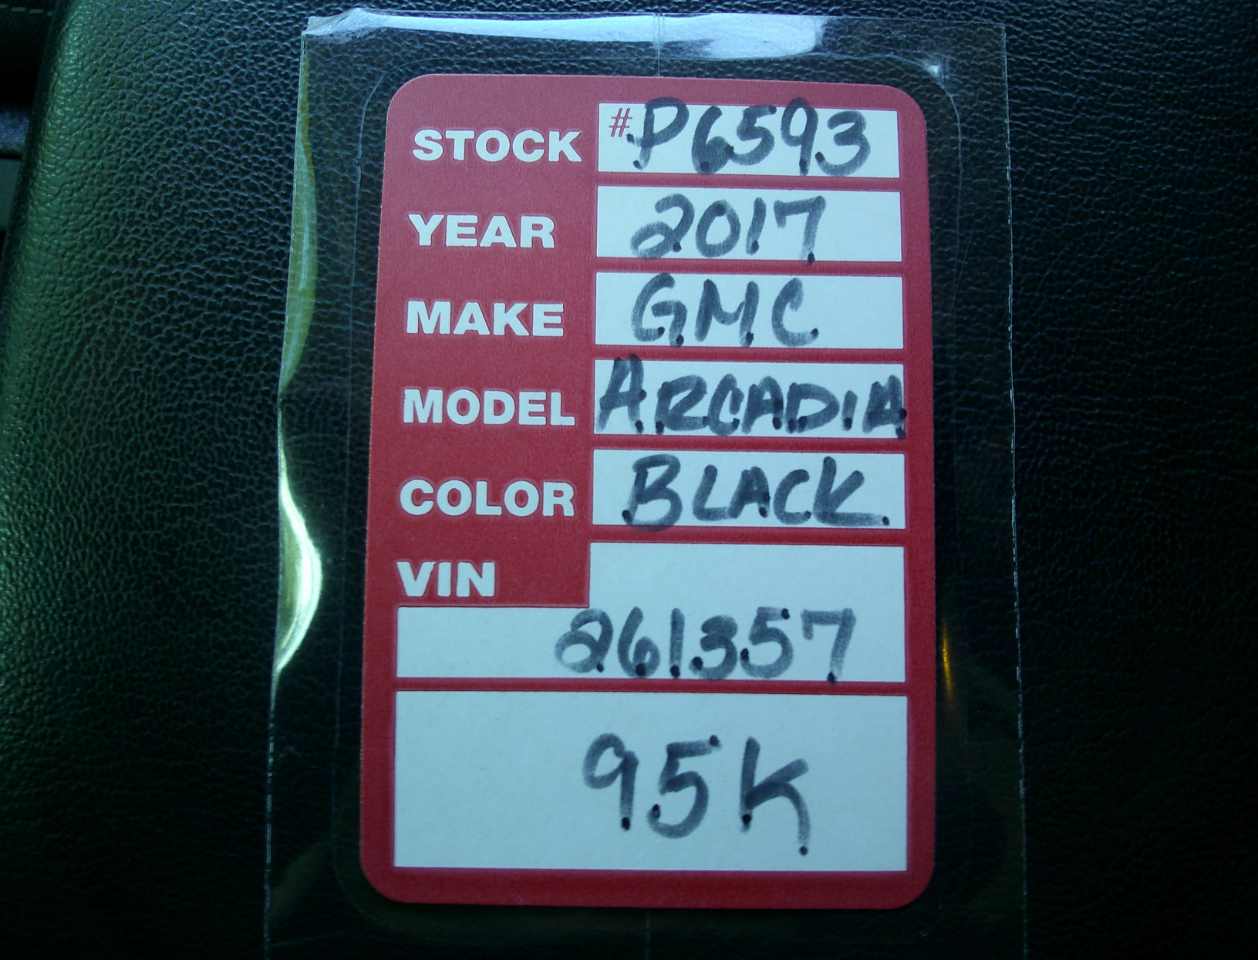 STOCK #P6593
YEAR 2017
MAKE GMC
MODEL ARCADIA
COLOR BLACK
VIN
261357
95K